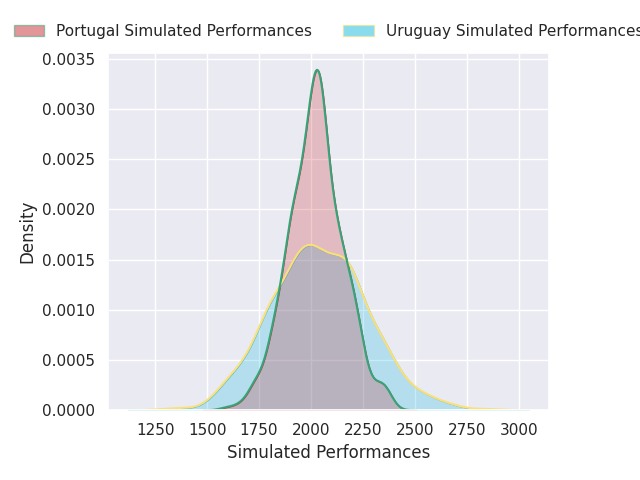 Portugal Simulated Performances Uruguay Simulated Performances
0.0035
0.0030
0.0025
0.0020
0.0015
0.0010
0.0005
0.0000
Density
1250 1500 1750 2000 2250 2500 2750 3000
Simulated Performances